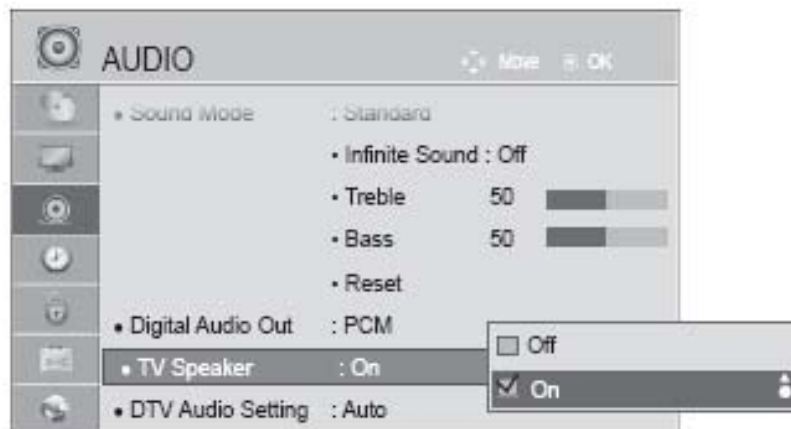 AUDIO
Move OK
• Sound Mode : Standard
• Infinite Sound : Off
• Treble 50
• Bass 50
• Reset
• Digital Audio Out : PCM
• TV Speaker : On
• DTV Audio Setting : Auto
Off
On